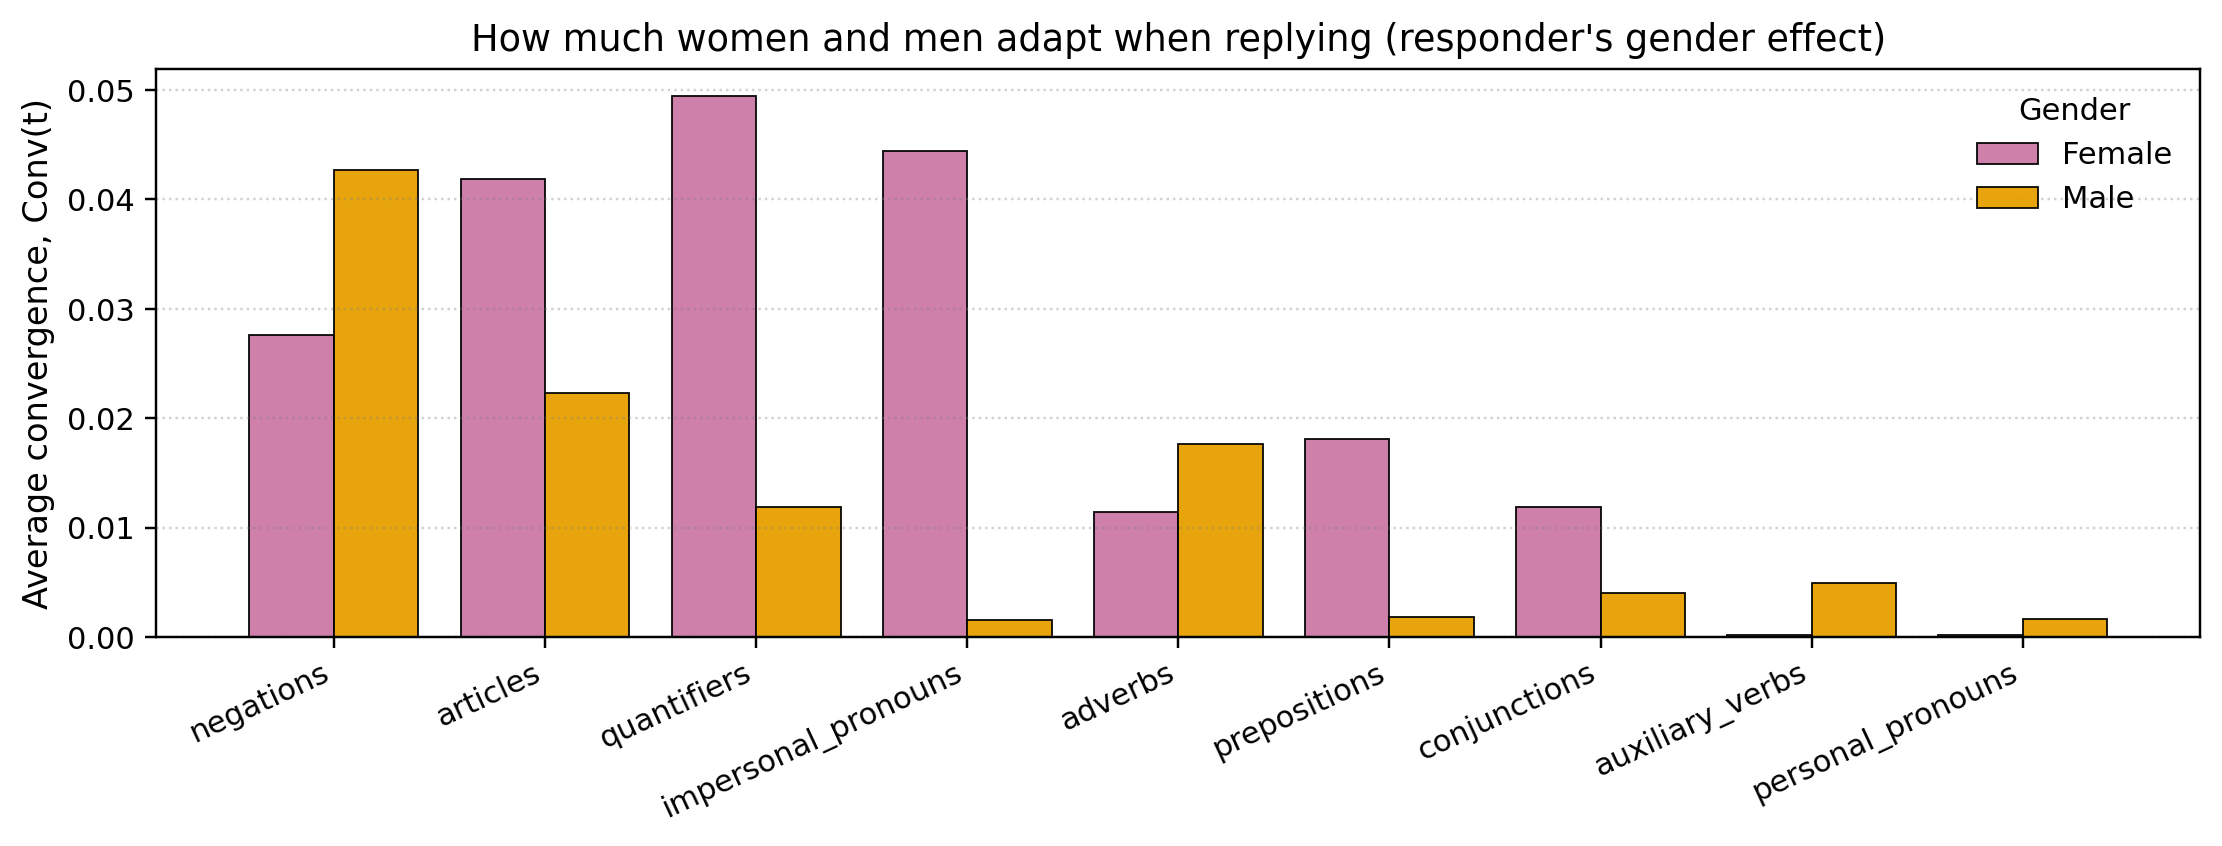 How much women and men adapt when replying (responder's gender effect)
Average convergence, Conv(t)
0.05
0.04
0.03
0.02
0.01
0.00
Gender
Female
Male
negations
articles
quantifiers
impersonal_pronouns
adverbs
prepositions
conjunctions
auxiliary_verbs
personal_pronouns